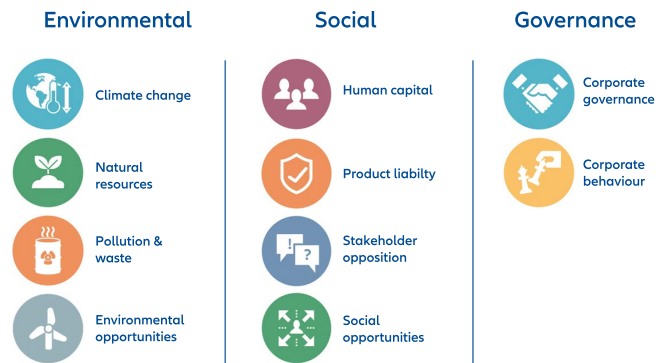 Environmental
Climate change
Natural
resources
Pollution &
waste
Environmental
opportunities
Social
Human capital
Product liabilty
!
?
Stakeholder
opposition
Social
opportunities
Governance
Corporate
governance
Corporate
behaviour